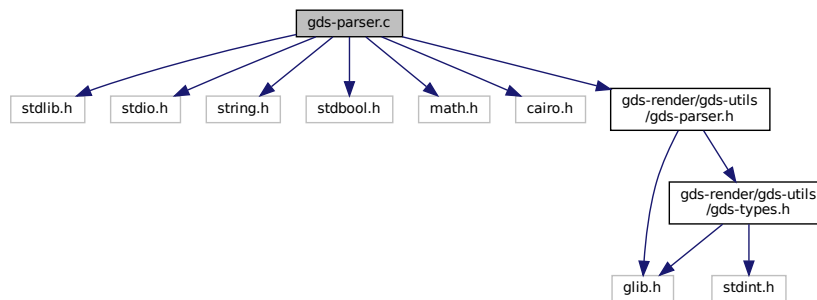 gds-parser.c
stdlib.h
stdio.h
string.h
stdbool.h
math.h
cairo.h
gds-render/gds-utils
/gds-parser.h
gds-render/gds-utils
/gds-types.h
glib.h
stdint.h